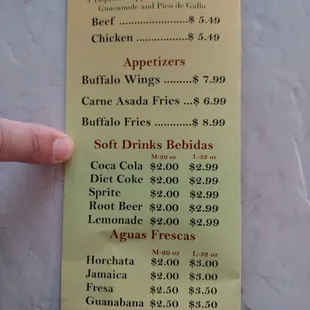 Guacamole and Pico de Gallo.
Beef ..................$ 5.49
Chicken ..............$ 5.49
Appetizers
Buffalo Wings .........$ 7.99
Carne Asada Fries ...$ 6.99
Buffalo Fries ............$ 8.99
Soft Drinks Bebidas
M-20 oz L-32 oz
Coca Cola $2.00 $2.99
Diet Coke $2.00 $2.99
Sprite $2.00 $2.99
Root Beer $2.00 $2.99
Lemonade $2.00 $2.99
Aguas Frescas
M-20 oz L-32 oz
Horchata $2.00 $3.00
Jamaica $2.00 $3.00
Fresa $2.50 $3.50
Guanabana $2.50 $3.50